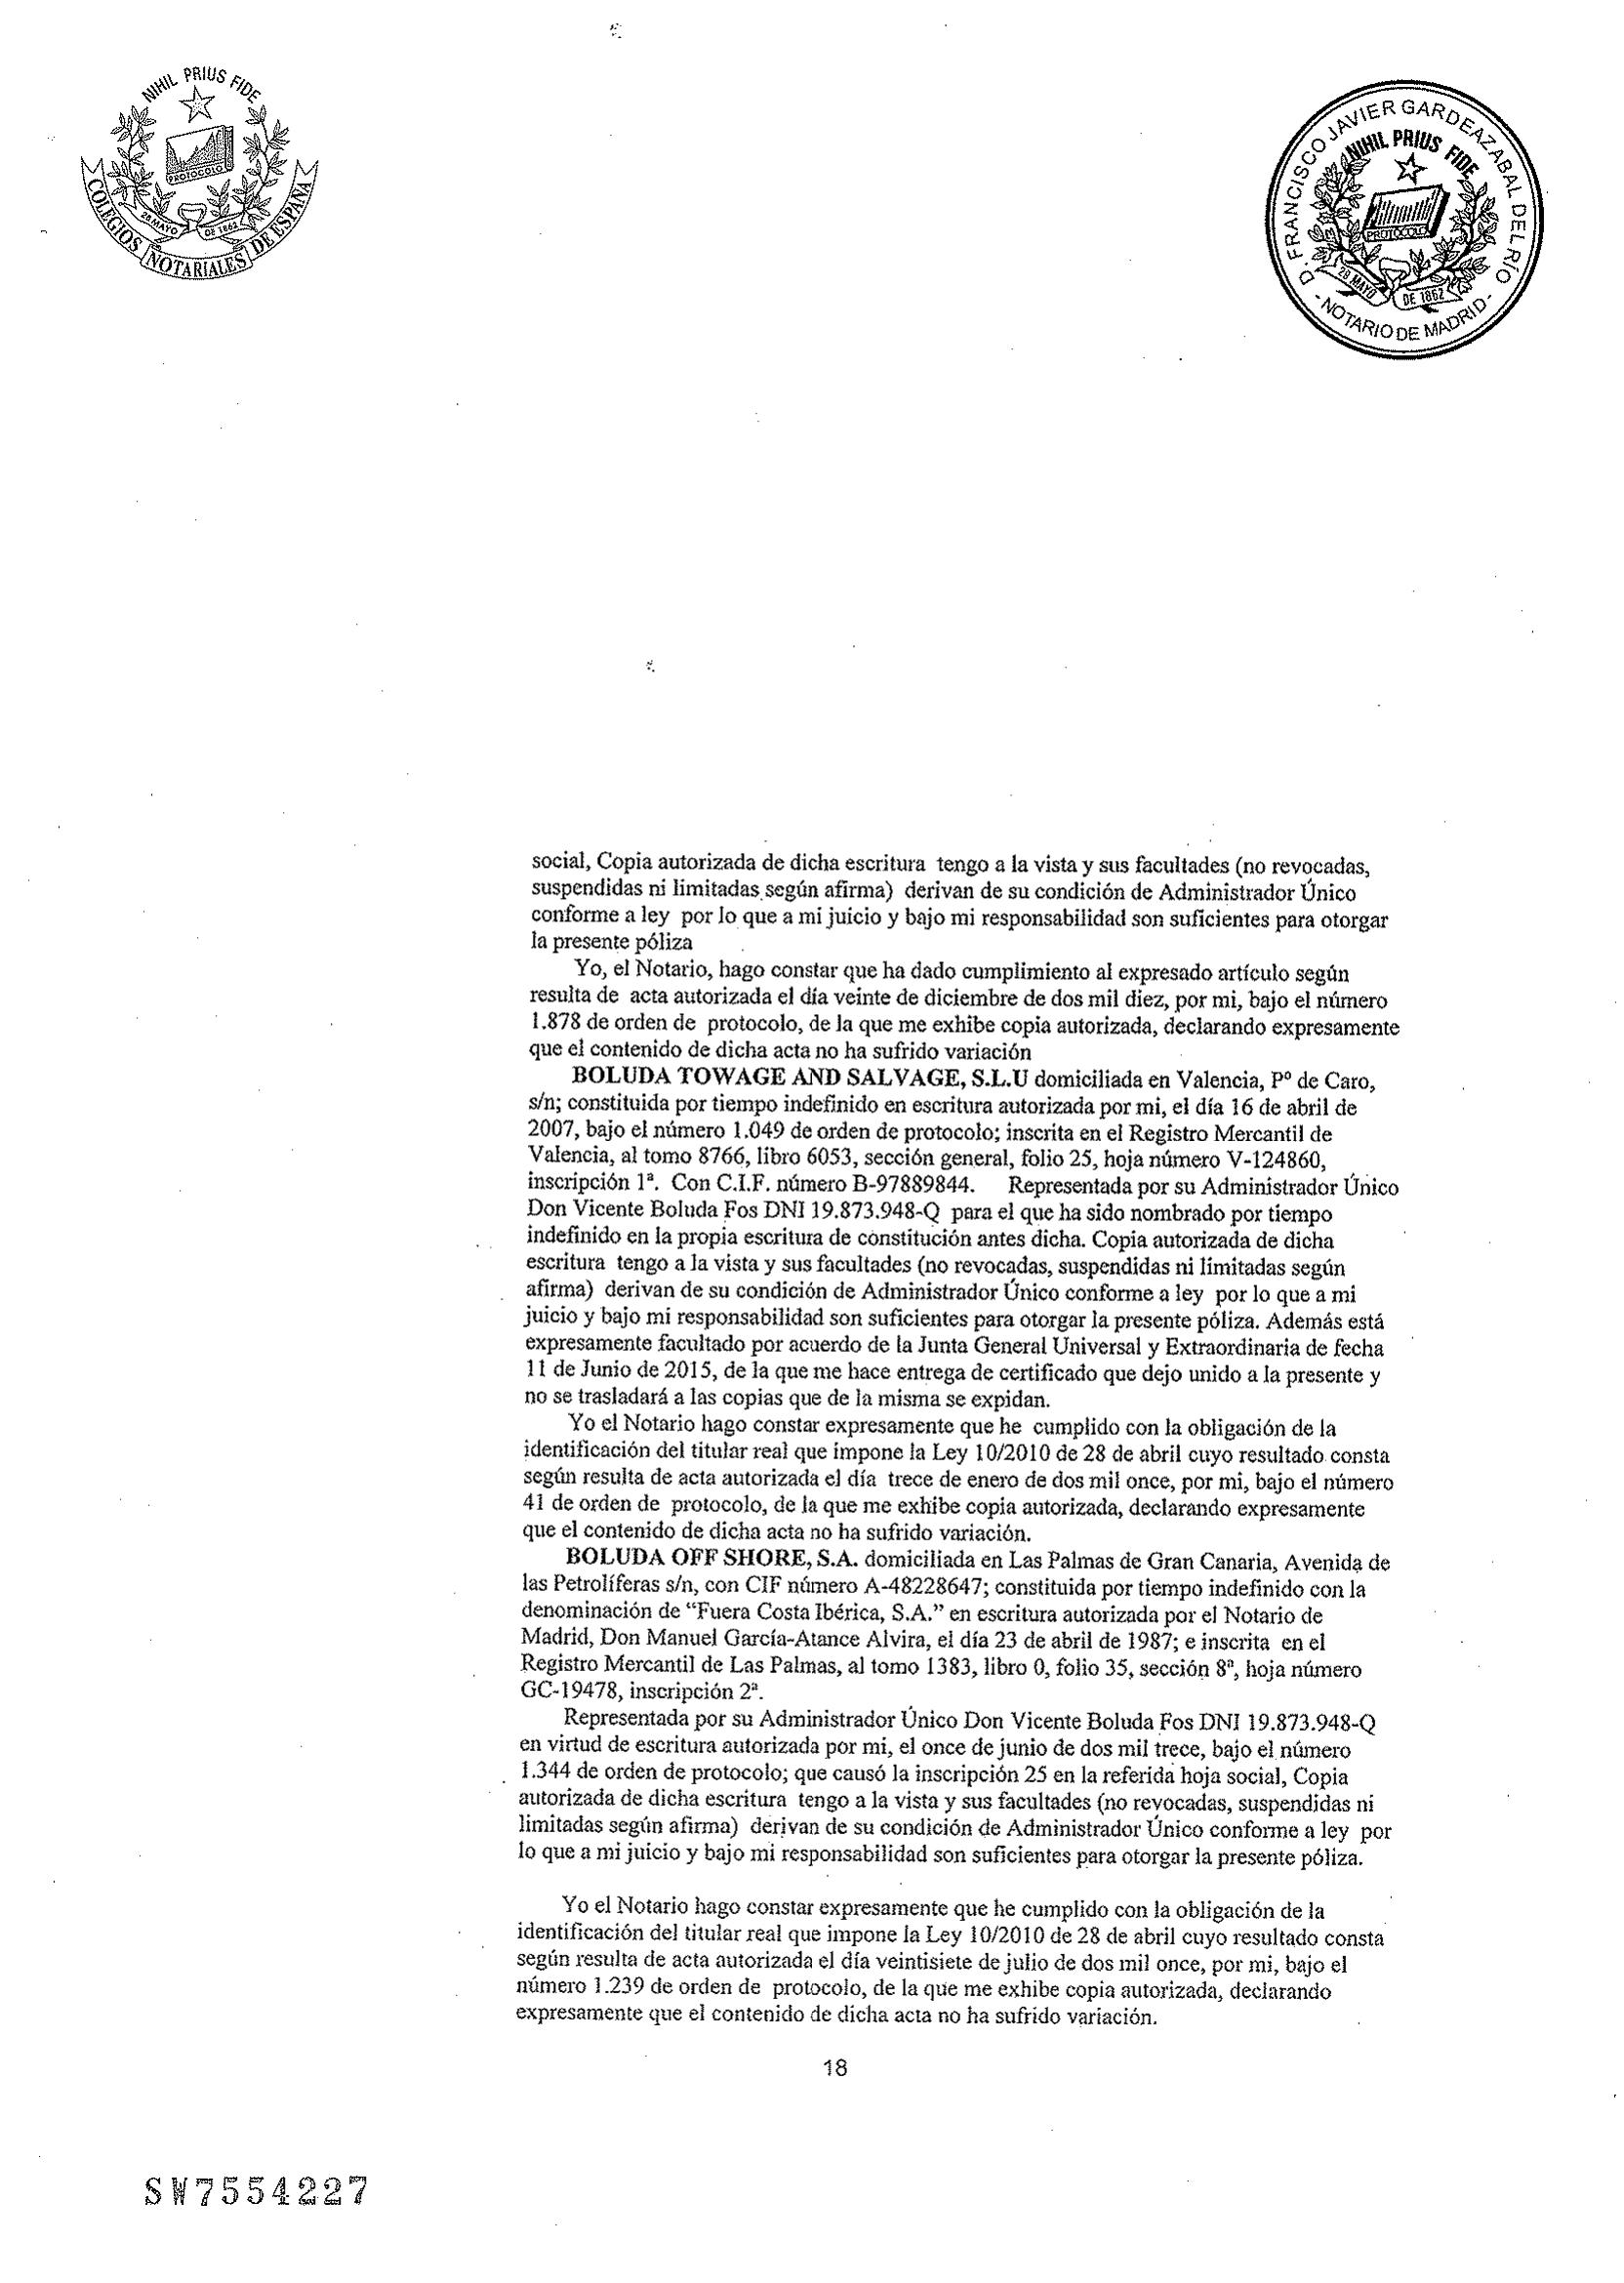 NIHIL PRIUS FIDE
PROTOCOLO
28 MAYO DE 1862
COLEGIOS NOTARIALES DE ESPAÑA
D. FRANCISCO JAVIER GARDEAZABAL DEL RÍO
NIHIL PRIUS FIDE
PROTOCOLO
28 MAYO DE 1862
- NOTARIO DE MADRID -
social, Copia autorizada de dicha escritura tengo a la vista y sus facultades (no revocadas,
suspendidas ni limitadas según afirma) derivan de su condición de Administrador Único
conforme a ley por lo que a mi juicio y bajo mi responsabilidad son suficientes para otorgar
la presente póliza
Yo, el Notario, hago constar que ha dado cumplimiento al expresado artículo según
resulta de acta autorizada el día veinte de diciembre de dos mil diez, por mi, bajo el número
1.878 de orden de protocolo, de la que me exhibe copia autorizada, declarando expresamente
que el contenido de dicha acta no ha sufrido variación
BOLUDA TOWAGE AND SALVAGE, S.L.U domiciliada en Valencia, Pº de Caro,
s/n; constituida por tiempo indefinido en escritura autorizada por mi, el día 16 de abril de
2007, bajo el número 1.049 de orden de protocolo; inscrita en el Registro Mercantil de
Valencia, al tomo 8766, libro 6053, sección general, folio 25, hoja número V-124860,
inscripción 1ª. Con C.I.F. número B-97889844. Representada por su Administrador Único
Don Vicente Boluda Fos DNI 19.873.948-Q para el que ha sido nombrado por tiempo
indefinido en la propia escritura de constitución antes dicha. Copia autorizada de dicha
escritura tengo a la vista y sus facultades (no revocadas, suspendidas ni limitadas según
afirma) derivan de su condición de Administrador Único conforme a ley por lo que a mi
juicio y bajo mi responsabilidad son suficientes para otorgar la presente póliza. Además está
expresamente facultado por acuerdo de la Junta General Universal y Extraordinaria de fecha
11 de Junio de 2015, de la que me hace entrega de certificado que dejo unido a la presente y
no se trasladará a las copias que de la misma se expidan.
Yo el Notario hago constar expresamente que he cumplido con la obligación de la
identificación del titular real que impone la Ley 10/2010 de 28 de abril cuyo resultado consta
según resulta de acta autorizada el día trece de enero de dos mil once, por mi, bajo el número
41 de orden de protocolo, de la que me exhibe copia autorizada, declarando expresamente
que el contenido de dicha acta no ha sufrido variación.
BOLUDA OFF SHORE, S.A. domiciliada en Las Palmas de Gran Canaria, Avenida de
las Petrolíferas s/n, con CIF número A-48228647; constituida por tiempo indefinido con la
denominación de “Fuera Costa Ibérica, S.A.” en escritura autorizada por el Notario de
Madrid, Don Manuel García-Atance Alvira, el día 23 de abril de 1987; e inscrita en el
Registro Mercantil de Las Palmas, al tomo 1383, libro 0, folio 35, sección 8ª, hoja número
GC-19478, inscripción 2ª.
Representada por su Administrador Único Don Vicente Boluda Fos DNI 19.873.948-Q
en virtud de escritura autorizada por mi, el once de junio de dos mil trece, bajo el número
1.344 de orden de protocolo; que causó la inscripción 25 en la referida hoja social, Copia
autorizada de dicha escritura tengo a la vista y sus facultades (no revocadas, suspendidas ni
limitadas según afirma) derivan de su condición de Administrador Único conforme a ley por
lo que a mi juicio y bajo mi responsabilidad son suficientes para otorgar la presente póliza.
Yo el Notario hago constar expresamente que he cumplido con la obligación de la
identificación del titular real que impone la Ley 10/2010 de 28 de abril cuyo resultado consta
según resulta de acta autorizada el día veintisiete de julio de dos mil once, por mi, bajo el
número 1.239 de orden de protocolo, de la que me exhibe copia autorizada, declarando
expresamente que el contenido de dicha acta no ha sufrido variación.
18
SW7554227